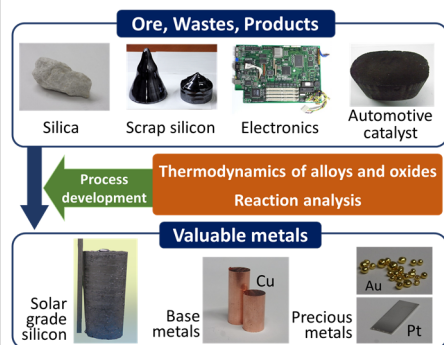 Ore, Wastes, Products
Silica
Scrap silicon
Electronics
Automotive
catalyst
Process
development
Thermodynamics of alloys and oxides
Reaction analysis
Valuable metals
Solar
grade
silicon
Base
metals
Cu
Precious
metals
Au
Pt